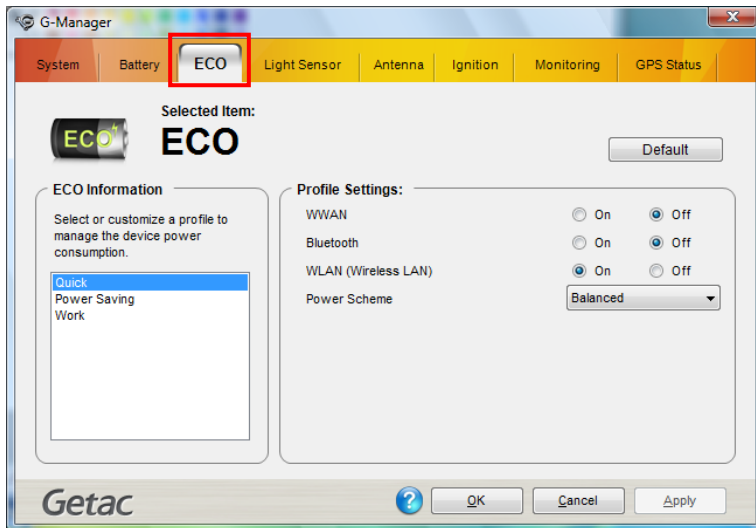 G-Manager
System Battery ECO Light Sensor Antenna Ignition Monitoring GPS Status
ECO
Selected Item:
ECO
Default
ECO Information
Select or customize a profile to
manage the device power
consumption.
Quick
Power Saving
Work
Profile Settings:
WWAN On Off
Bluetooth On Off
WLAN (Wireless LAN) On Off
Power Scheme Balanced
Getac ? OK Cancel Apply